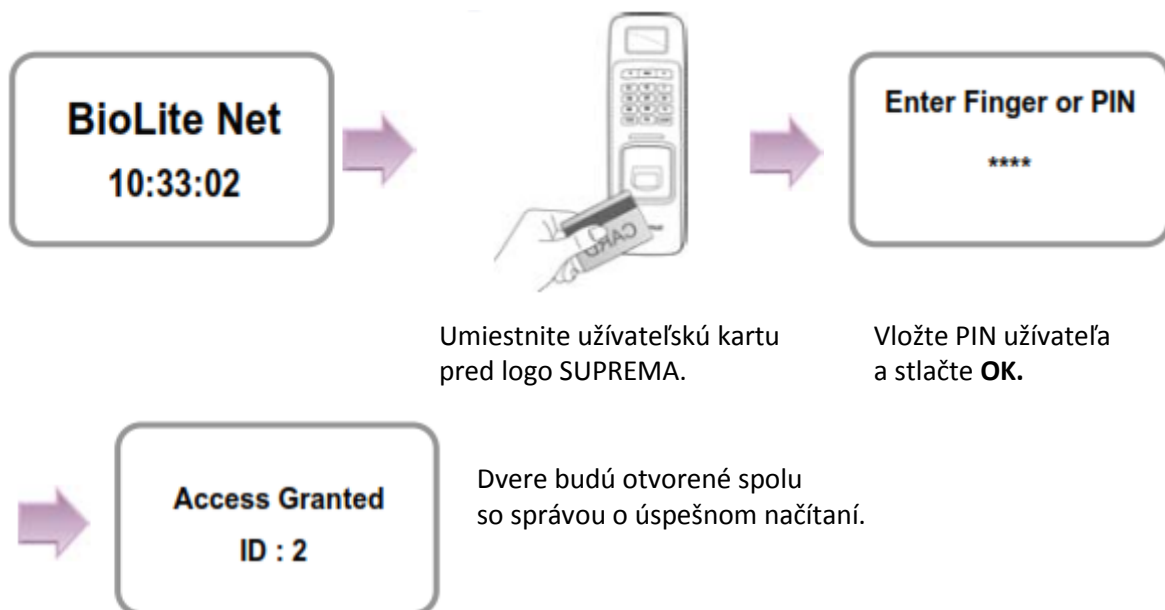 BioLite Net
10:33:02
CARD
Enter Finger or PIN
****
Umiestnite užívateľskú kartu
pred logo SUPREMA.
Vložte PIN užívateľa
a stlačte OK.
Access Granted
ID : 2
Dvere budú otvorené spolu
so správou o úspešnom načítaní.